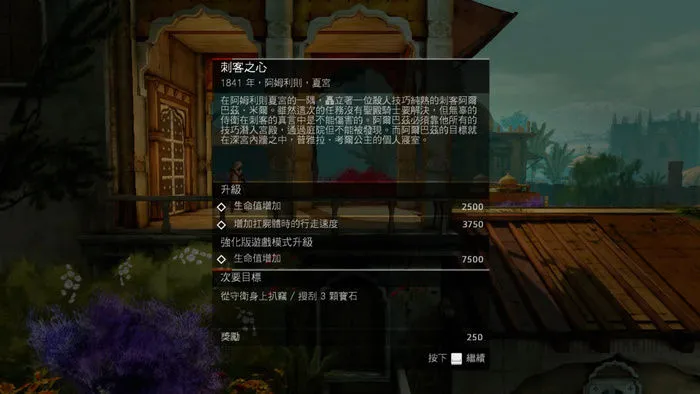 刺客之心
1841 年，阿姆利則，夏宮
在阿姆利則夏宮的一隅，矗立著一位殺人技巧純熟的刺客阿爾
巴茲．米爾。雖然這次的任務沒有聖殿騎士要解決，但無辜的
侍衛在刺客的真言中是不能傷害的。阿爾巴茲必須靠他所有的
技巧潛入宮殿，通過庭院但不能被發現。而阿爾巴茲的目標就
在深宮內牆之中，普雅拉．考爾公主的個人寢室。
升級
生命值增加 2500
增加扛屍體時的行走速度 3750
強化版遊戲模式升級
生命值增加 7500
次要目標
從守衛身上扒竊 / 搜刮 3 顆寶石
獎勵 250
按下 繼續